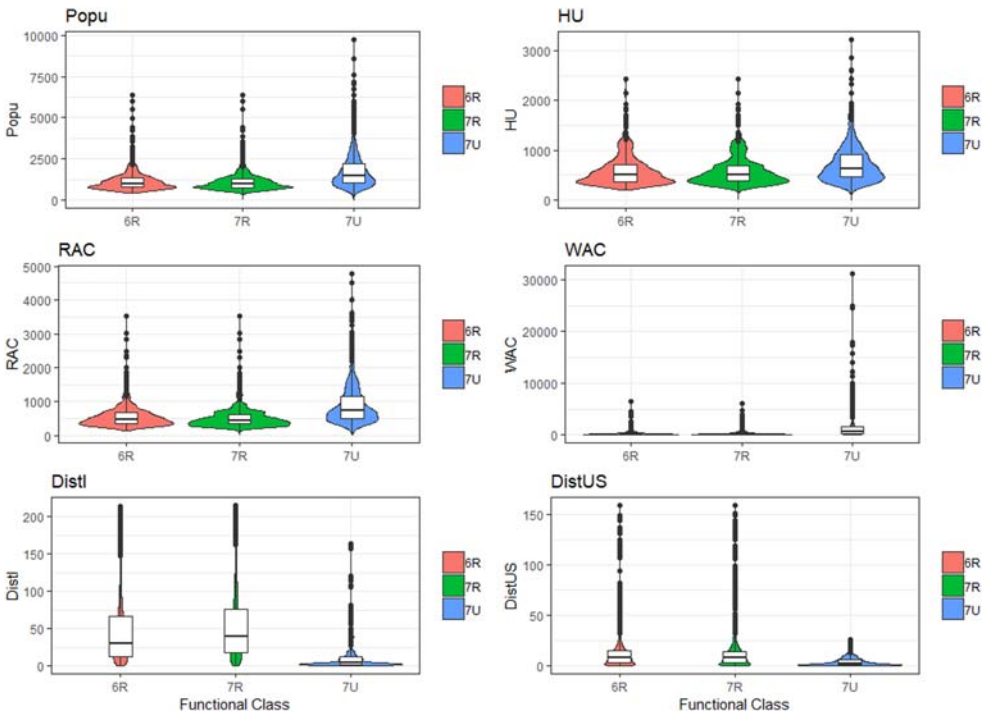 Popu
Popu
10000
7500
5000
2500
0
6R
7R
7U
6R
7R
7U
HU
HU
3000
2000
1000
0
6R
7R
7U
6R
7R
7U
RAC
RAC
5000
4000
3000
2000
1000
0
6R
7R
7U
6R
7R
7U
WAC
WAC
30000
20000
10000
0
6R
7R
7U
6R
7R
7U
DistI
DistI
200
150
100
50
0
6R
7R
7U
Functional Class
6R
7R
7U
DistUS
DistUS
150
100
50
0
6R
7R
7U
Functional Class
6R
7R
7U